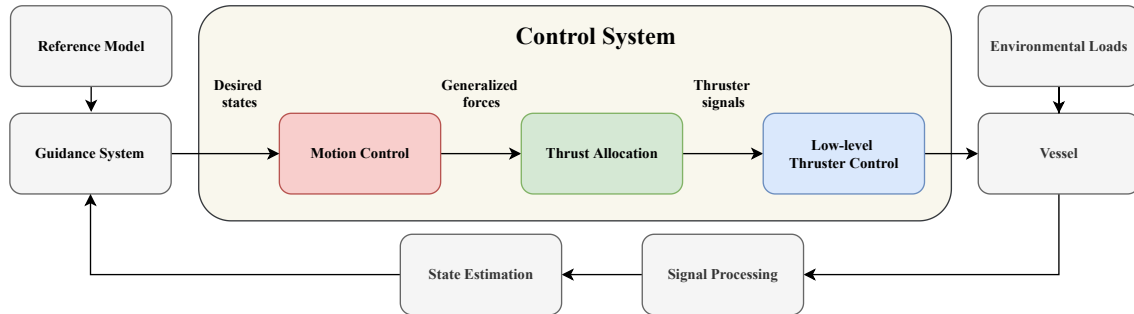 Reference Model
Control System
Environmental Loads
Desired
states
Generalized
forces
Thruster
signals
Guidance System
Motion Control
Thrust Allocation
Low-level
Thruster Control
Vessel
State Estimation
Signal Processing